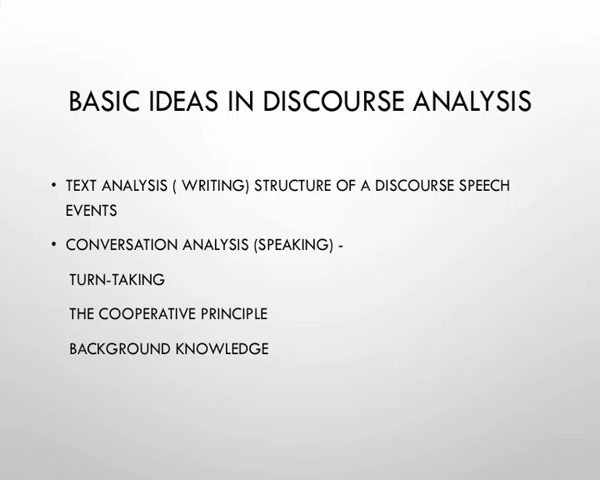 BASIC IDEAS IN DISCOURSE ANALYSIS
• TEXT ANALYSIS ( WRITING) STRUCTURE OF A DISCOURSE SPEECH
EVENTS
• CONVERSATION ANALYSIS (SPEAKING) -
TURN-TAKING
THE COOPERATIVE PRINCIPLE
BACKGROUND KNOWLEDGE